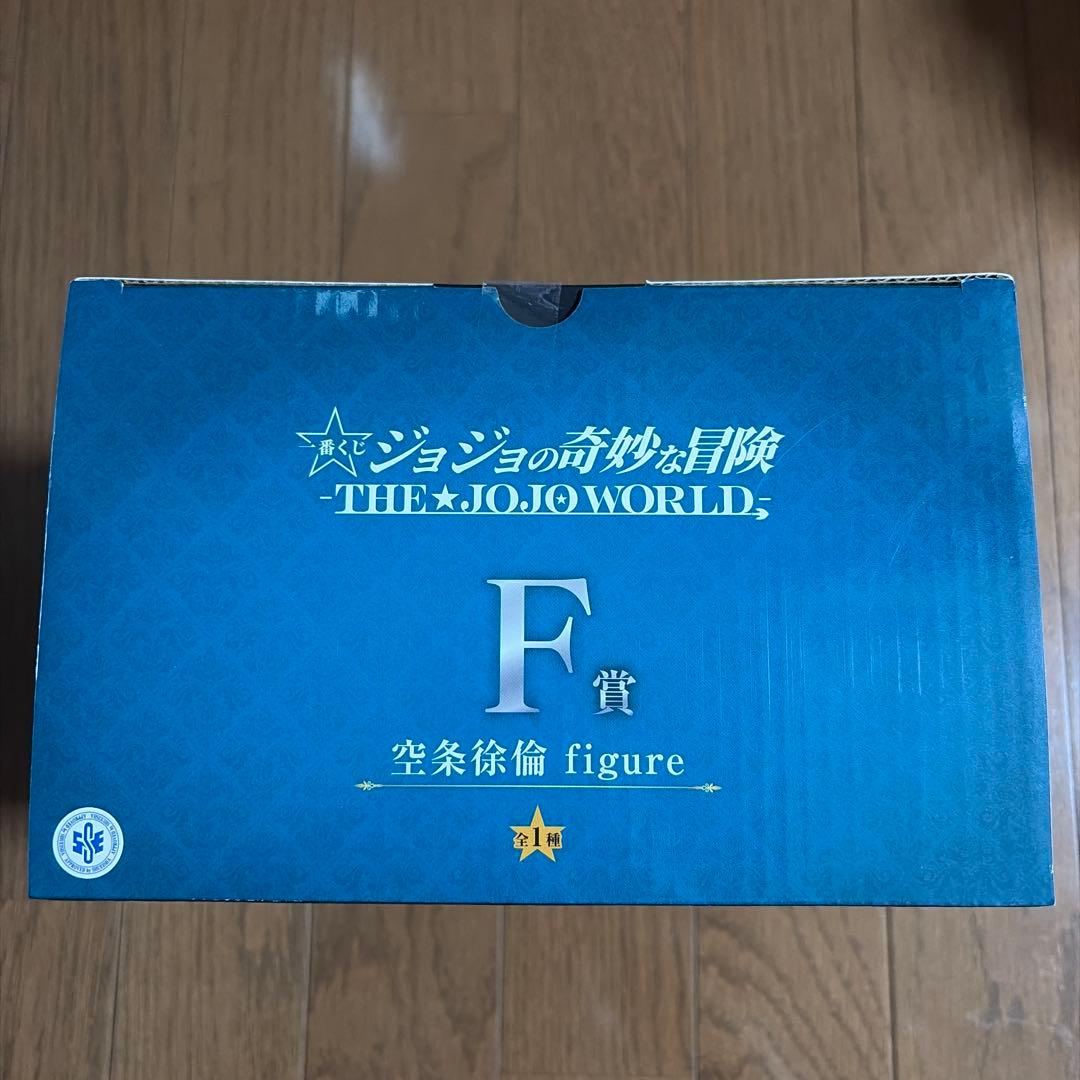 一番くじ
ジョジョの奇妙な冒険
-THE★JOJO WORLD-
F賞
空条徐倫 figure
全1種